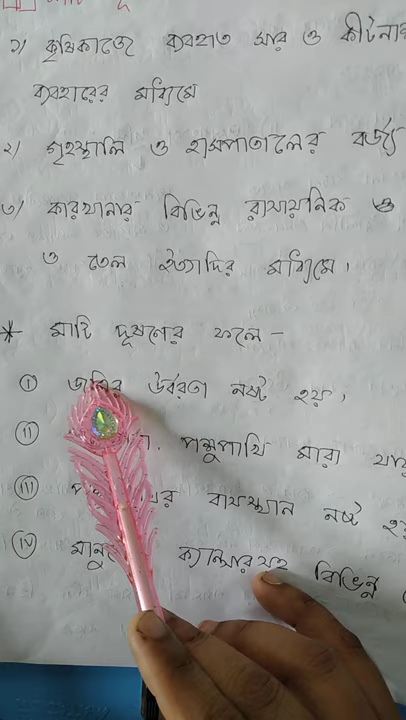 ১। কৃষিকাজে ব্যবহৃত সার ও
ব্যবহারের মাধ্যমে
২। গৃহস্থালি ও হাসপাতালের বর্জ্য
৩। কারখানার বিভিন্ন রাসায়নিক ও
ও তেল ইত্যাদির মাধ্যমে।
* মাটি দূষণের ফলে -
(i) জমির উর্বরতা নষ্ট হয়,
(ii) পশুপাখি মারা
(iii) বাসস্থান নষ্ট
(iv) ক্যান্সারসহ বিভিন্ন